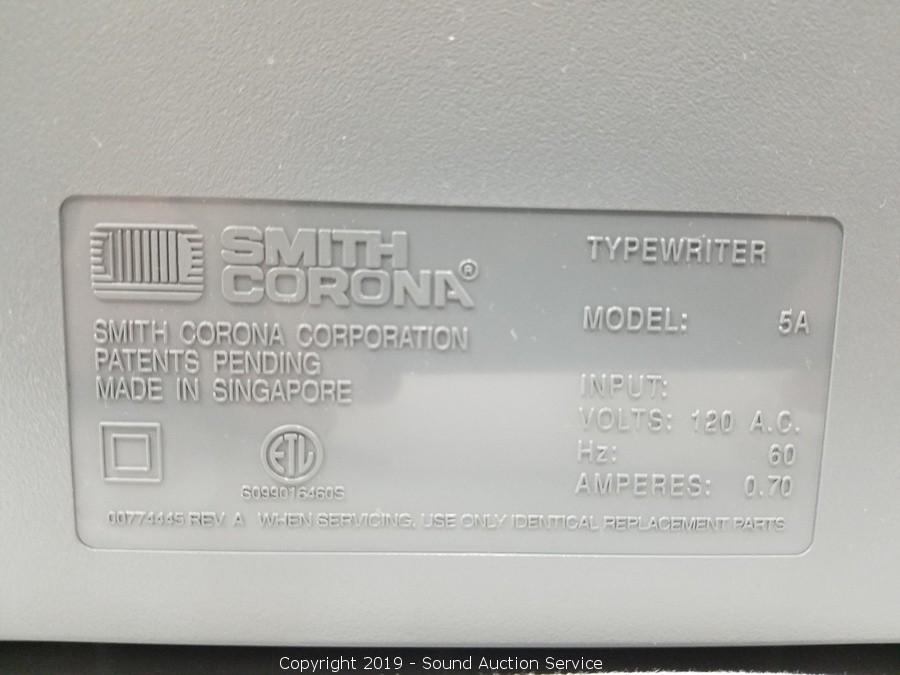 SMITH
CORONA®
SMITH CORONA CORPORATION
PATENTS PENDING
MADE IN SINGAPORE
ETL
S099016460S
TYPEWRITER
MODEL: 5A
INPUT:
VOLTS: 120 A.C.
Hz: 60
AMPERES: 0.70
00774445 REV A WHEN SERVICING, USE ONLY IDENTICAL REPLACEMENT PARTS
Copyright 2019 - Sound Auction Service